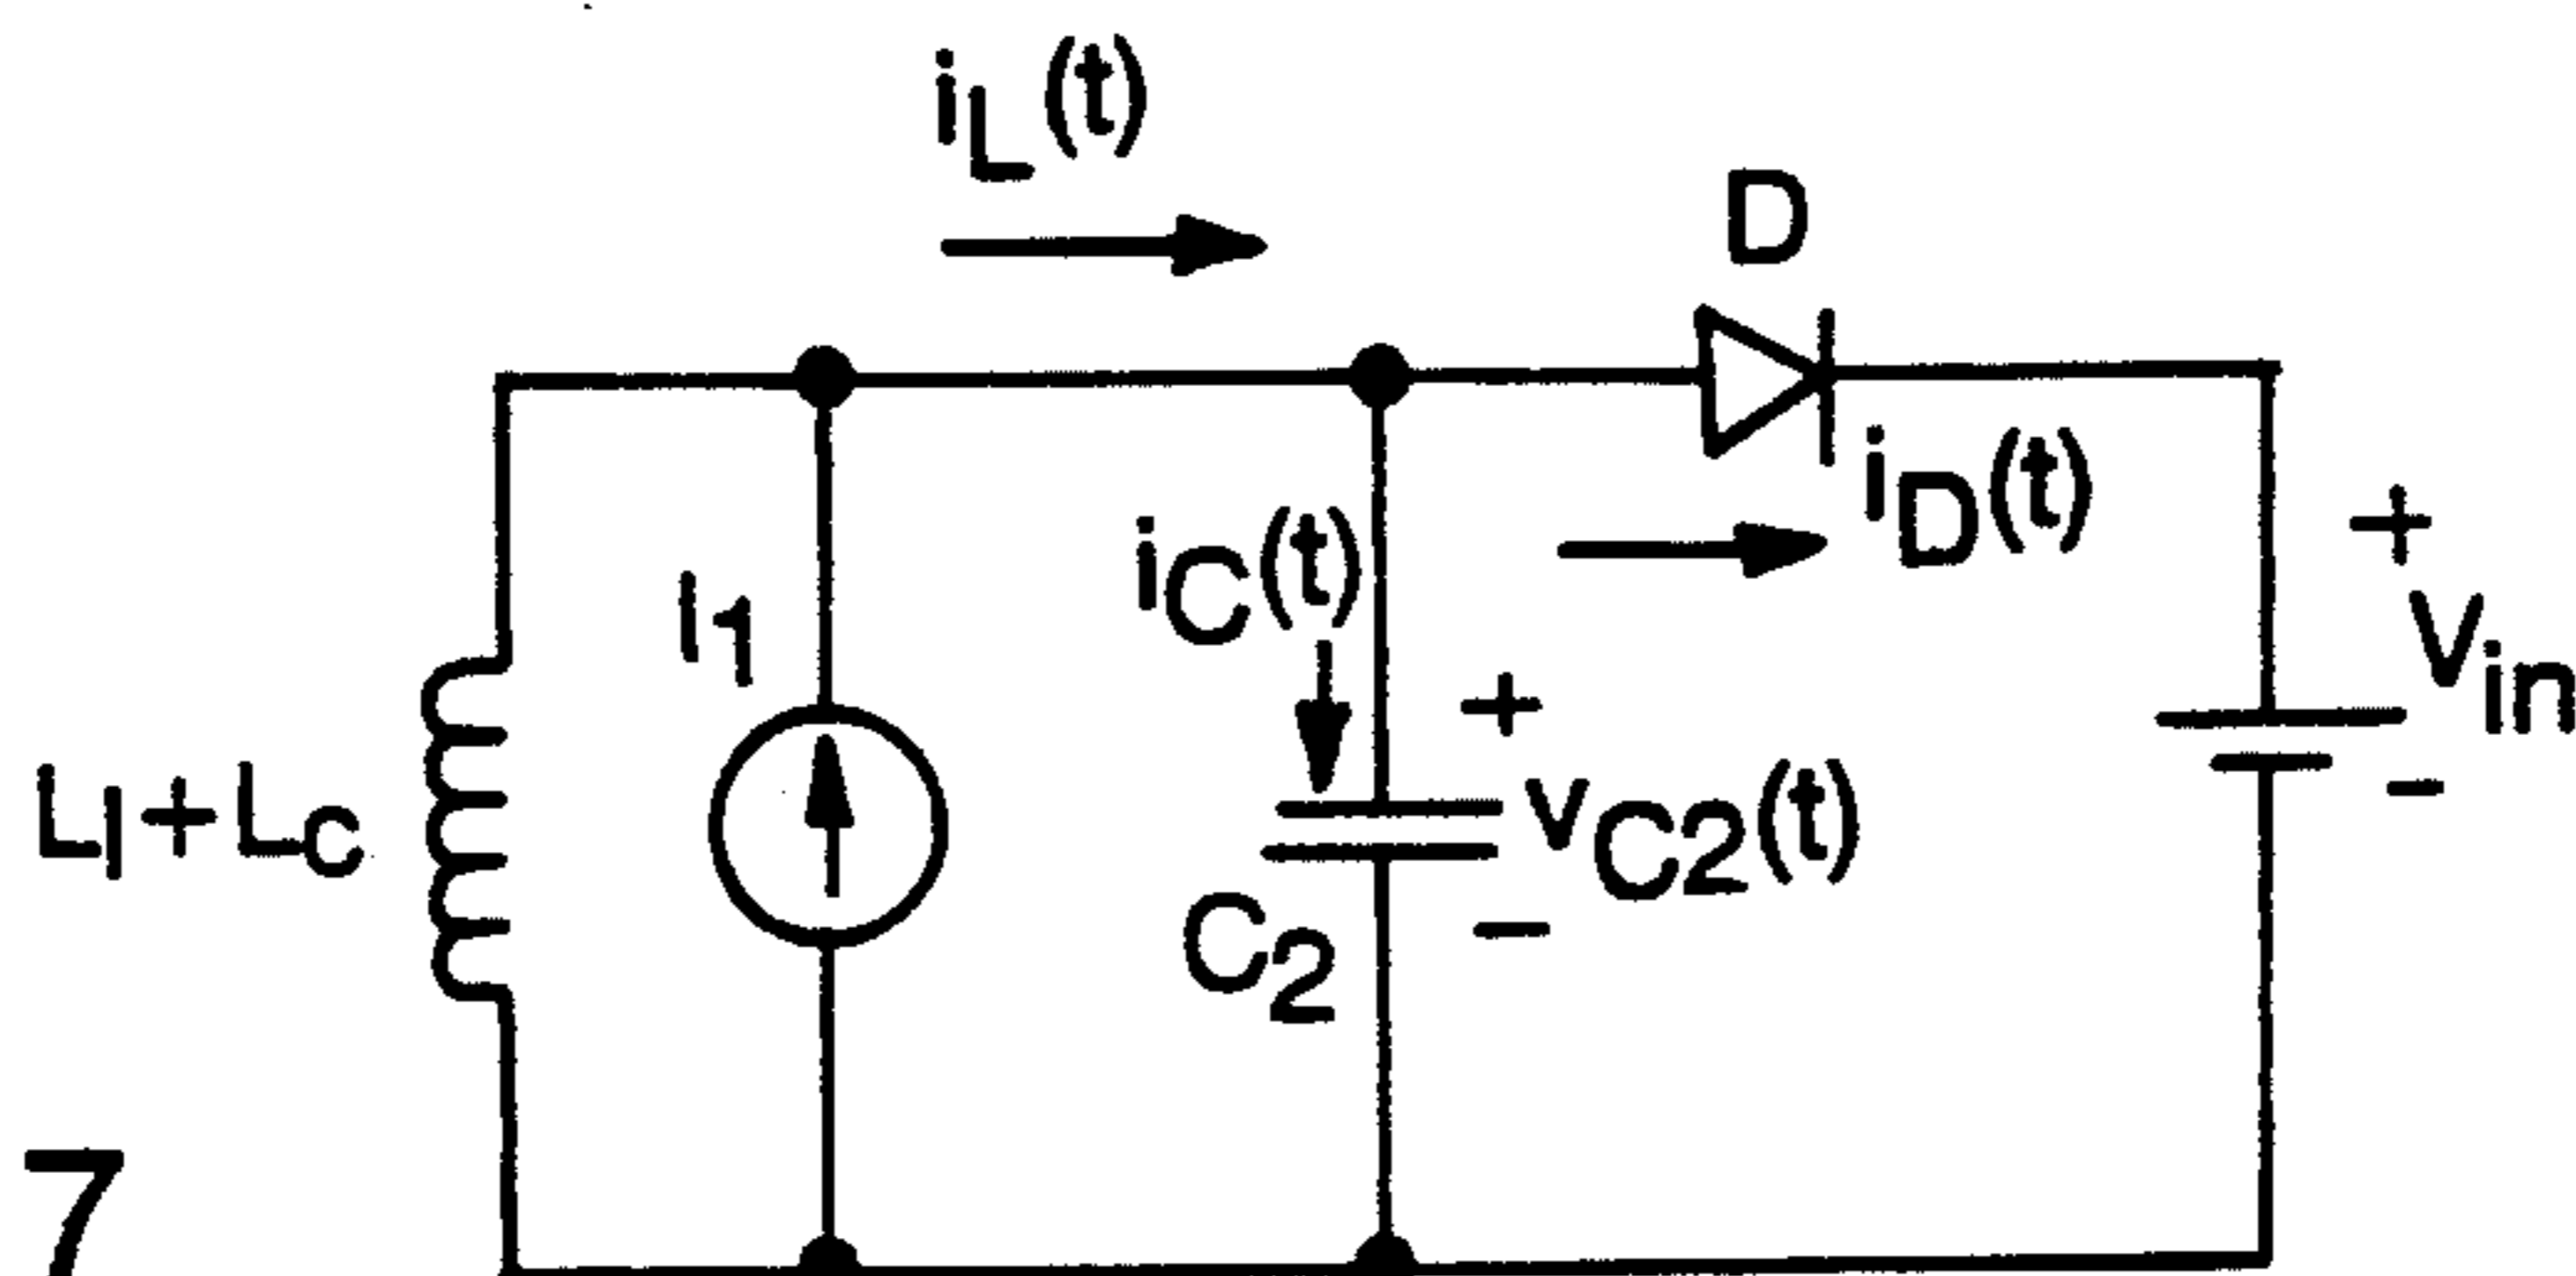 iL(t)
D
iD(t)
+
Vin
-
I1
iC(t)
+
vC2(t)
-
C2
Ll+Lc
7